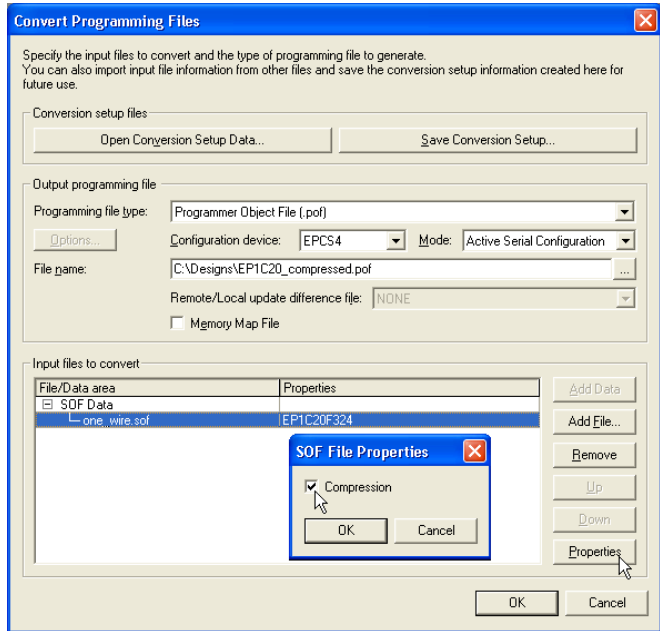 Convert Programming Files
Specify the input files to convert and the type of programming file to generate.
You can also import input file information from other files and save the conversion setup information created here for
future use.
Conversion setup files
Open Conversion Setup Data...
Save Conversion Setup...
Output programming file
Programming file type:
Programmer Object File (.pof)
Options...
Configuration device:
EPCS4
Mode:
Active Serial Configuration
File name:
C:\Designs\EP1C20_compressed.pof
...
Remote/Local update difference file:
NONE
Memory Map File
Input files to convert
File/Data area
Properties
SOF Data
one_wire.sof
EP1C20F324
Add Data
Add File...
Remove
Up
Down
Properties
SOF File Properties
Compression
OK
Cancel
OK
Cancel